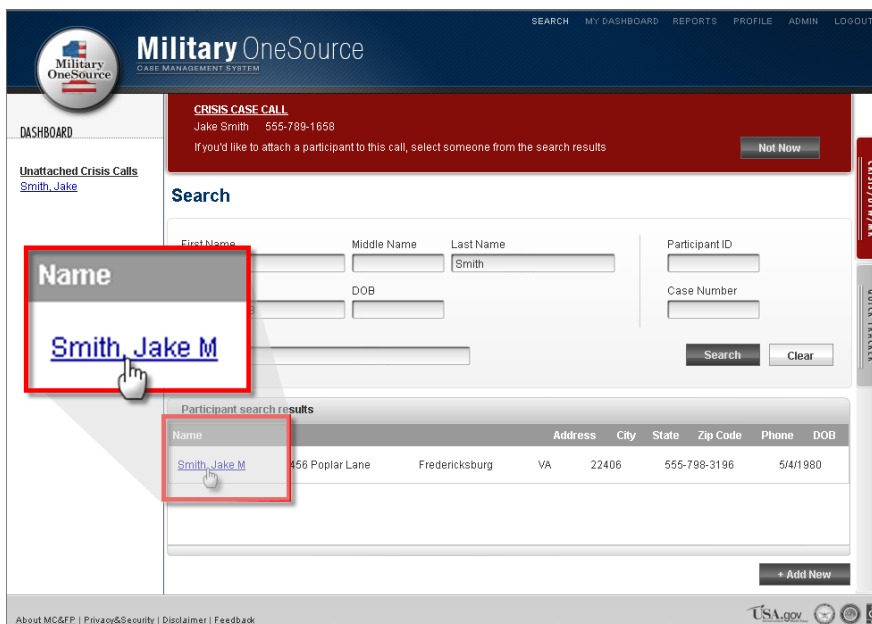 SEARCH MY DASHBOARD REPORTS PROFILE ADMIN LOGOUT
Military OneSource
CASE MANAGEMENT SYSTEM
Military
OneSource
CRISIS CASE CALL
Jake Smith 555-789-1658
If you'd like to attach a participant to this call, select someone from the search results
Not Now
DASHBOARD
Unattached Crisis Calls
Smith, Jake
Search
First Name Middle Name Last Name Participant ID
Smith
DOB Case Number
Name
Smith, Jake M
Search Clear
Participant search results
Name Address City State Zip Code Phone DOB
Smith, Jake M 456 Poplar Lane Fredericksburg VA 22406 555-798-3196 5/4/1980
+ Add New
About MC&FP | Privacy&Security | Disclaimer | Feedback
USA.gov